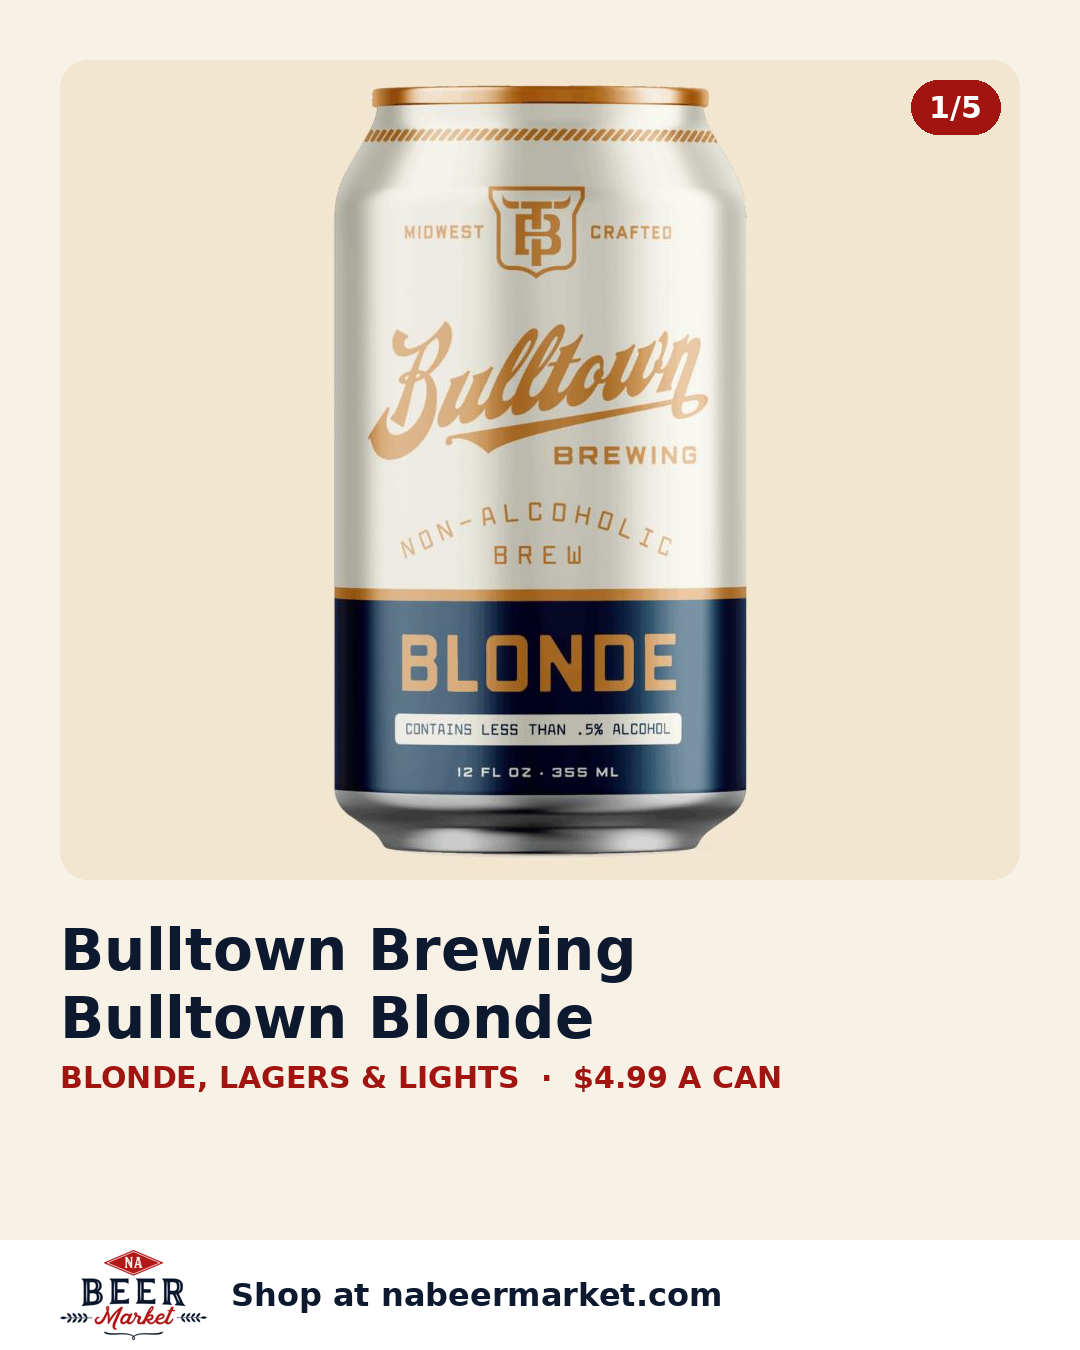 1/5
MIDWEST TB CRAFTED
Bulltown
BREWING
NON-ALCOHOLIC
BREW
BLONDE
CONTAINS LESS THAN .5% ALCOHOL
12 FL OZ · 355 ML
Bulltown Brewing
Bulltown Blonde
BLONDE, LAGERS & LIGHTS · $4.99 A CAN
NA
BEER
Market
Shop at nabeermarket.com